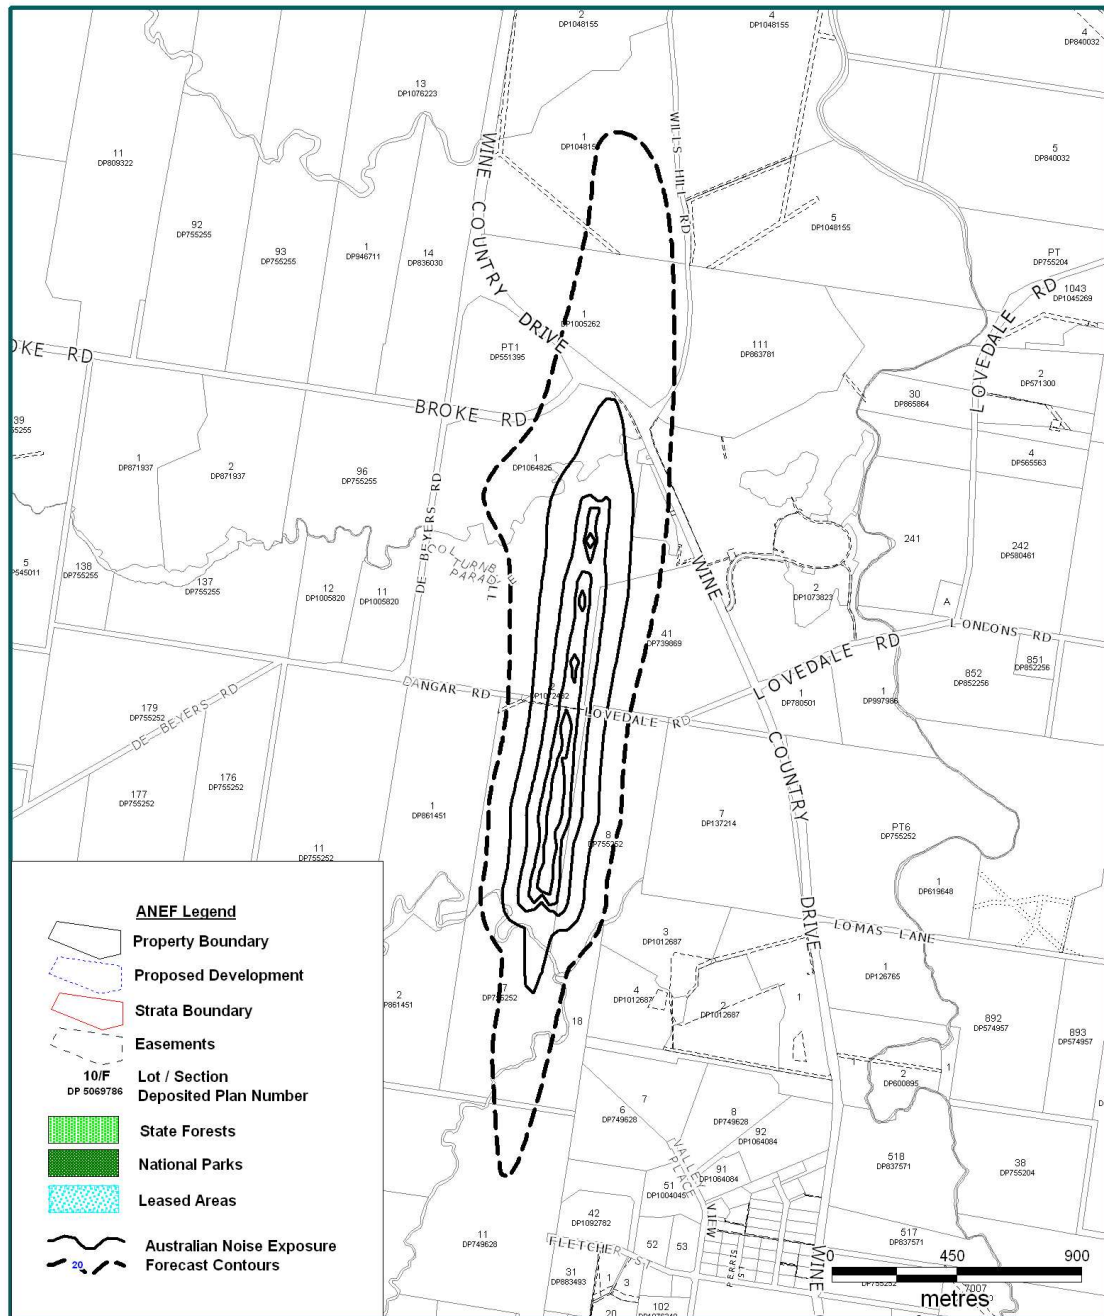 2
DP1048155
4
DP1048155
4
DP840032
13
DP1076223
11
DP809322
WINE COUNTRY DRIVE
1
WILLS HILL RD
5
DP840032
92
DP755255
93
DP755255
1
DP946711
14
DP836030
5
DP1048155
PT
DP755204
1043
DP1045269
LOVEDALE RD
1
DP1005262
PT1
DP551395
111
DP863781
BROKE RD
2
DP571300
30
DP865864
1
DP871937
2
DP871937
96
DP755255
1
4
DP565563
DE-BEYERS RD
241
242
DP580461
5
138
DP755255
137
DP755255
12
DP1005820
11
DP1005820
WINE
2
DP1073823
A
LONDONS RD
41
DP739869
LOVEDALE RD
851
DP852256
852
DP852256
DANGAR RD
LOVEDALE RD
1
DP780501
1
DP997966
179
DP755252
DE-BEYERS RD
COUNTRY
177
DP755252
176
DP755252
1
DP861451
7
DP137214
PT6
DP755252
8
DP755252
11
DP755252
1
DP619648
DRIVE
LOMAS LANE
3
DP1012687
1
DP126765
2
DP861451
DP755252
4
DP1012687
2
DP1012687
1
892
DP574957
893
DP574957
18
1
2
DP600895
7
6
DP749628
8
DP749628
92
DP1064084
91
DP1064084
VALLEY VIEW PLACE
518
DP837571
38
DP755204
51
DP1004045
42
DP1092782
11
DP749628
FLETCHER ST
52
53
517
DP837571
31
DP883493
1
3
20
102
WINE
ANEF Legend
Property Boundary
Proposed Development
Strata Boundary
Easements
10/F Lot / Section
DP 5069786 Deposited Plan Number
State Forests
National Parks
Leased Areas
Australian Noise Exposure
20 Forecast Contours
0 450 900
metres